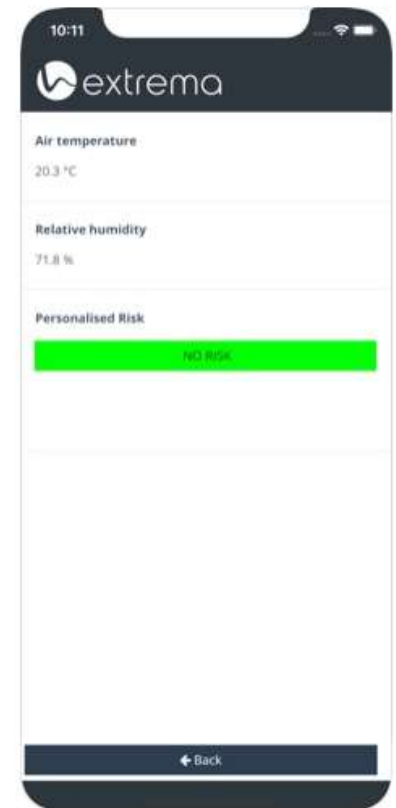 10:11
extrema
Air temperature
20.3 °C
Relative humidity
71.8 %
Personalised Risk
NO RISK
Back